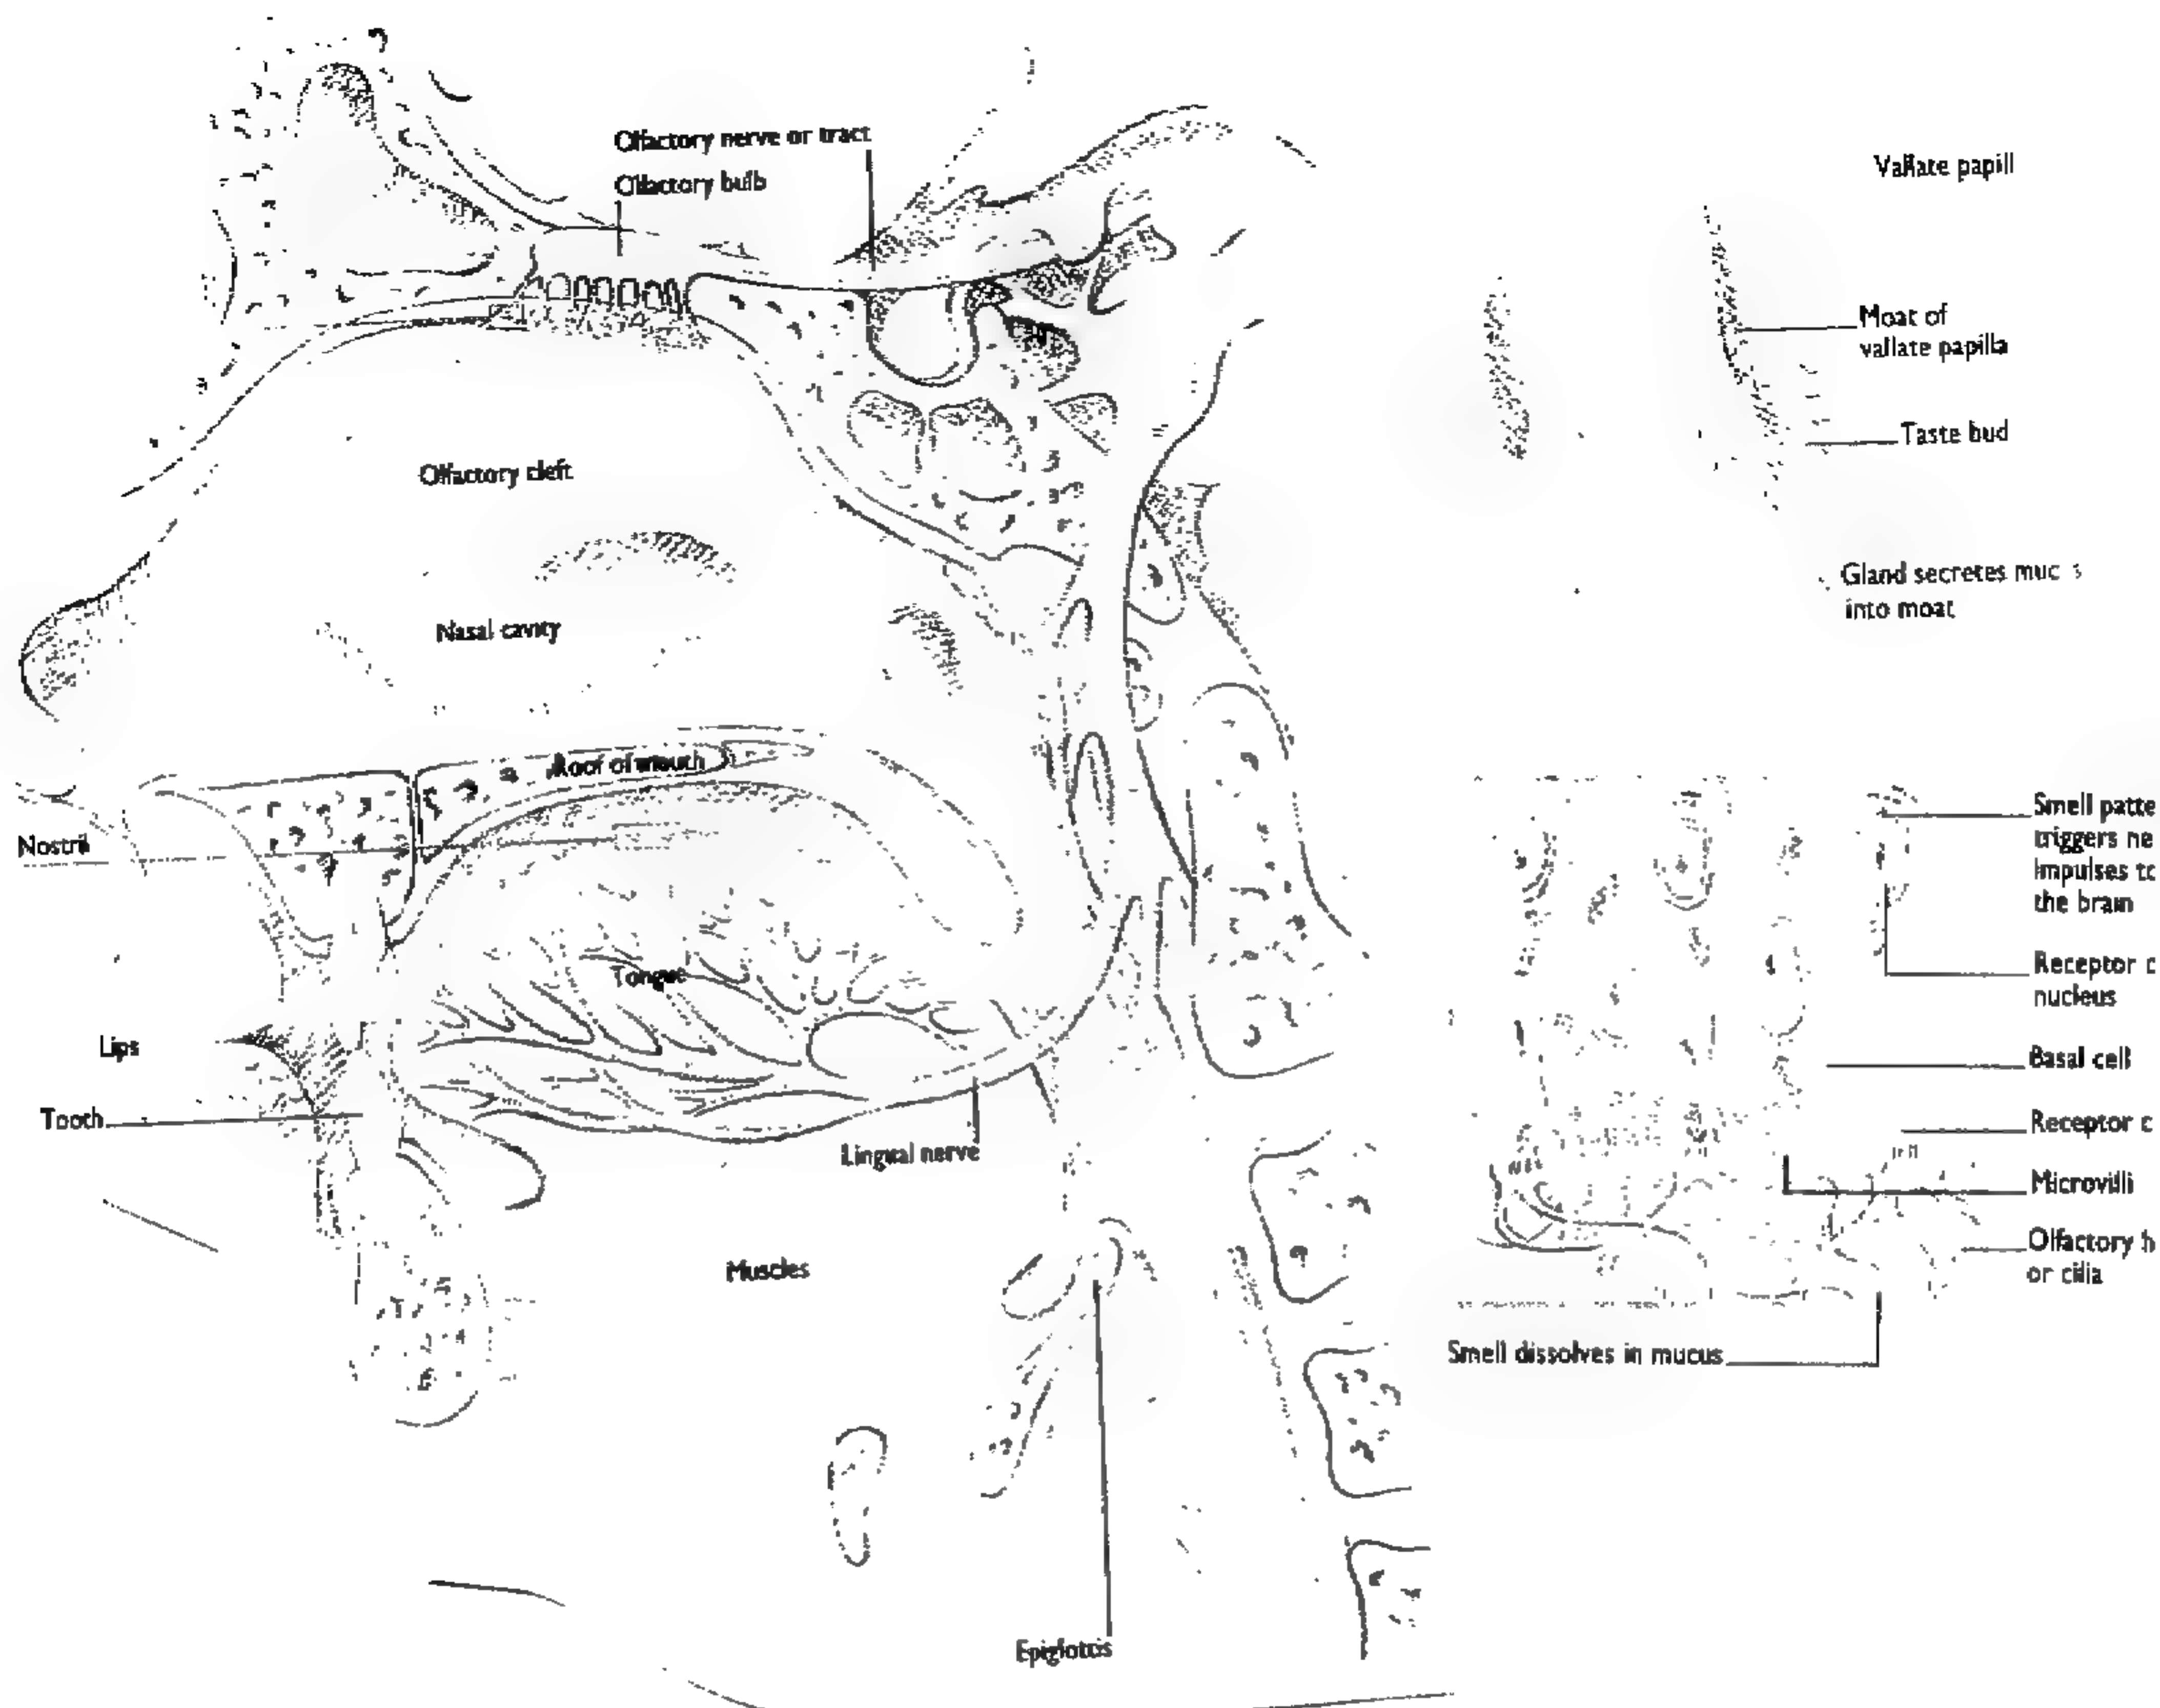 Olfactory nerve or tract
Olfactory bulb
Olfactory cleft
Nasal cavity
Roof of mouth
Nostril
Tongue
Lips
Tooth
Lingual nerve
Muscles
Epiglottis
Vallate papill
Moat of
vallate papilla
Taste bud
Gland secretes muc s
into moat
Smell patte
triggers ne
impulses to
the brain
Receptor c
nucleus
Basal cell
Receptor c
Microvilli
Olfactory h
or cilia
Smell dissolves in mucus